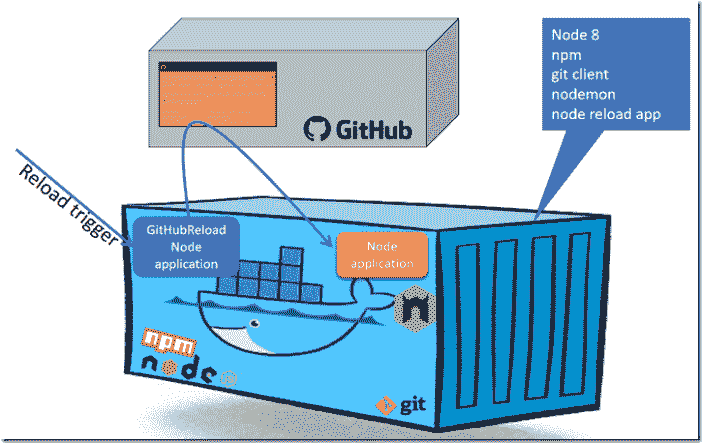 Node 8
npm
git client
nodemon
node reload app
GitHub
Reload trigger
GitHubReload
Node
application
Node
application
npm
node
git